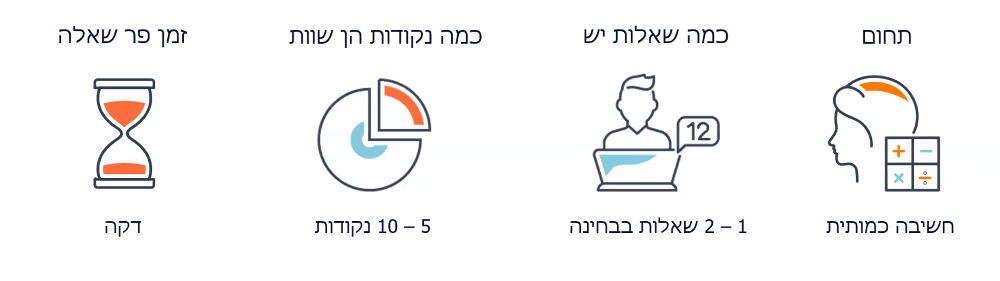 תחום
כמה שאלות יש
כמה נקודות הן שוות
זמן פר שאלה
12
חשיבה כמותית
1 – 2 שאלות בבחינה
5 – 10 נקודות
דקה